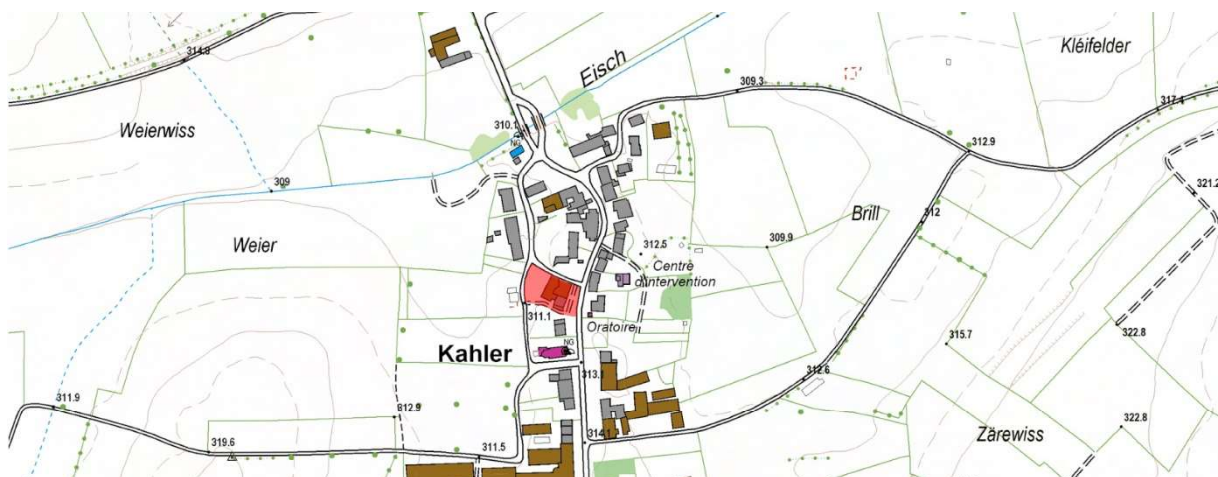 314.8
Weierwiss
Eisch
309.3
Kléifelder
317.4
310.1
NG
312.9
309
321.2
Weier
Brill
312
312.5
309.9
Centre
d'intervention
311.1
Oratoire
322.8
315.7
Kahler
NG
313.1
312.6
311.9
312.9
319.6
311.5
314.1
Zärewiss
322.8